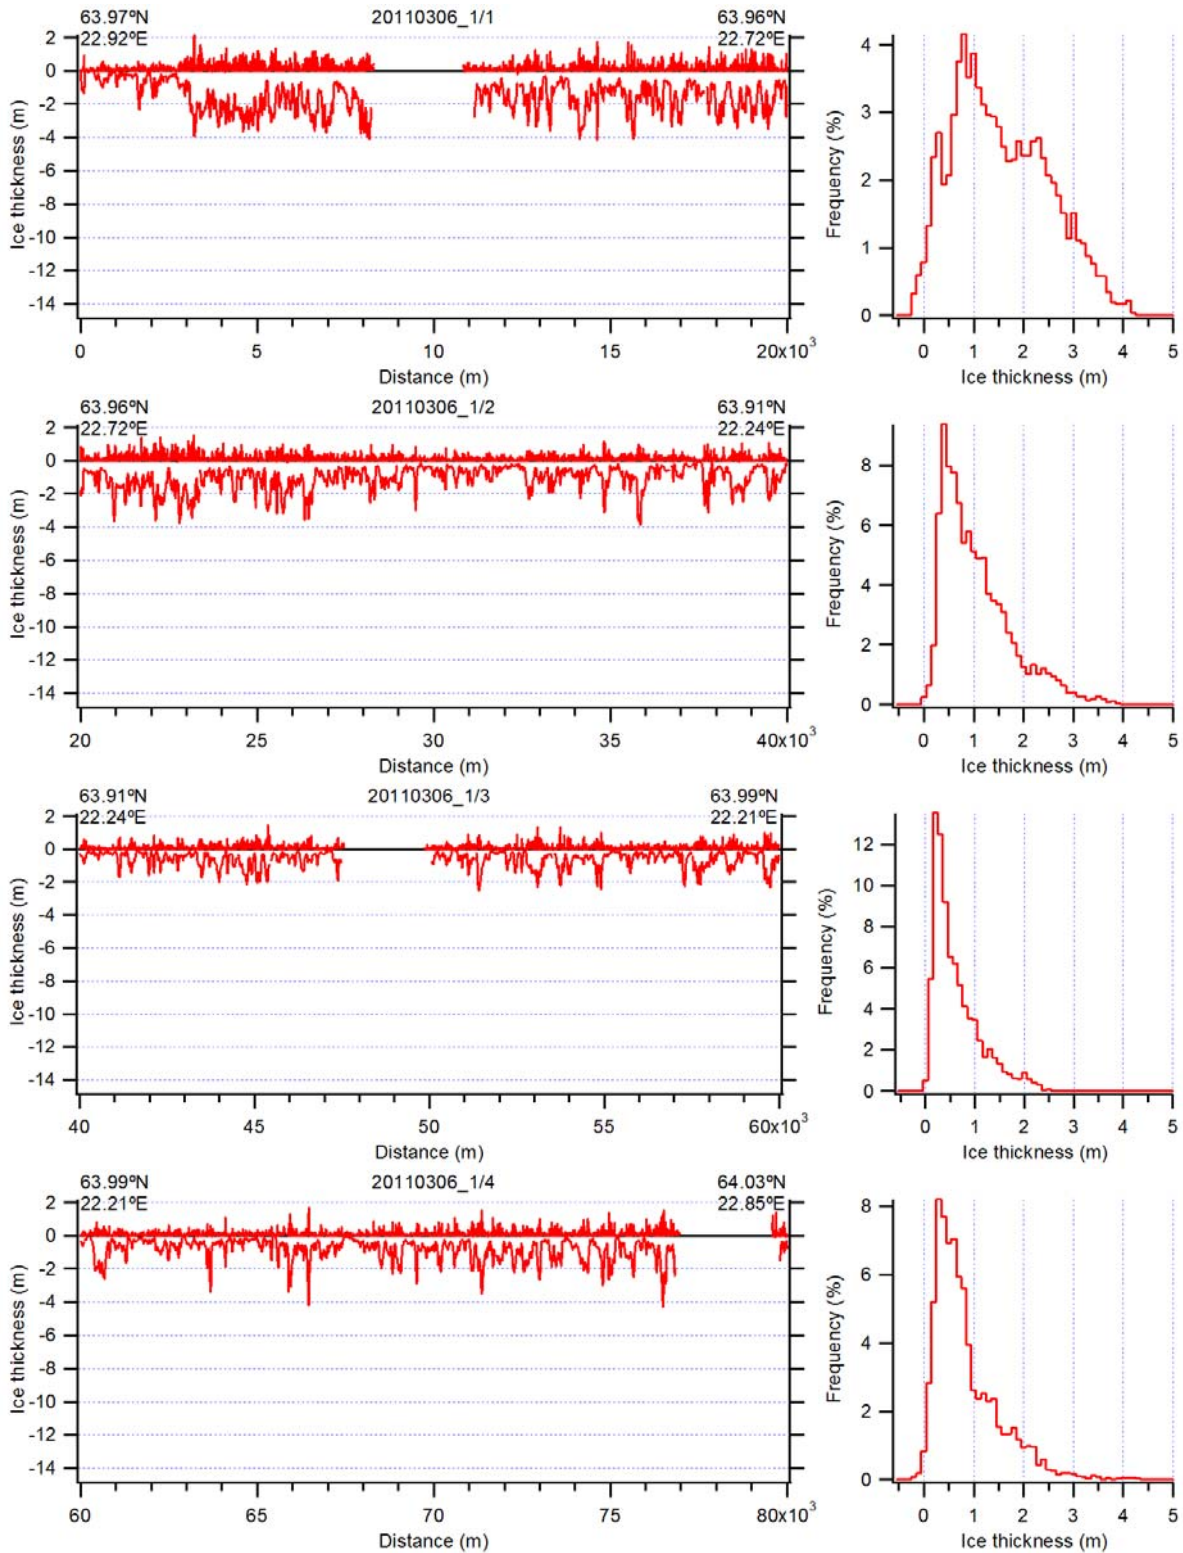 63.97ºN 20110306_1/1 63.96ºN
22.92ºE 22.72ºE
Ice thickness (m)
2
0
-2
-4
-6
-8
-10
-12
-14
0 5 10 15 20x10³
Distance (m)
Frequency (%)
4
3
2
1
0
0 1 2 3 4 5
Ice thickness (m)
63.96ºN 20110306_1/2 63.91ºN
22.72ºE 22.24ºE
Ice thickness (m)
2
0
-2
-4
-6
-8
-10
-12
-14
20 25 30 35 40x10³
Distance (m)
Frequency (%)
8
6
4
2
0
0 1 2 3 4 5
Ice thickness (m)
63.91ºN 20110306_1/3 63.99ºN
22.24ºE 22.21ºE
Ice thickness (m)
2
0
-2
-4
-6
-8
-10
-12
-14
40 45 50 55 60x10³
Distance (m)
Frequency (%)
12
10
8
6
4
2
0
0 1 2 3 4 5
Ice thickness (m)
63.99ºN 20110306_1/4 64.03ºN
22.21ºE 22.85ºE
Ice thickness (m)
2
0
-2
-4
-6
-8
-10
-12
-14
60 65 70 75 80x10³
Distance (m)
Frequency (%)
8
6
4
2
0
0 1 2 3 4 5
Ice thickness (m)